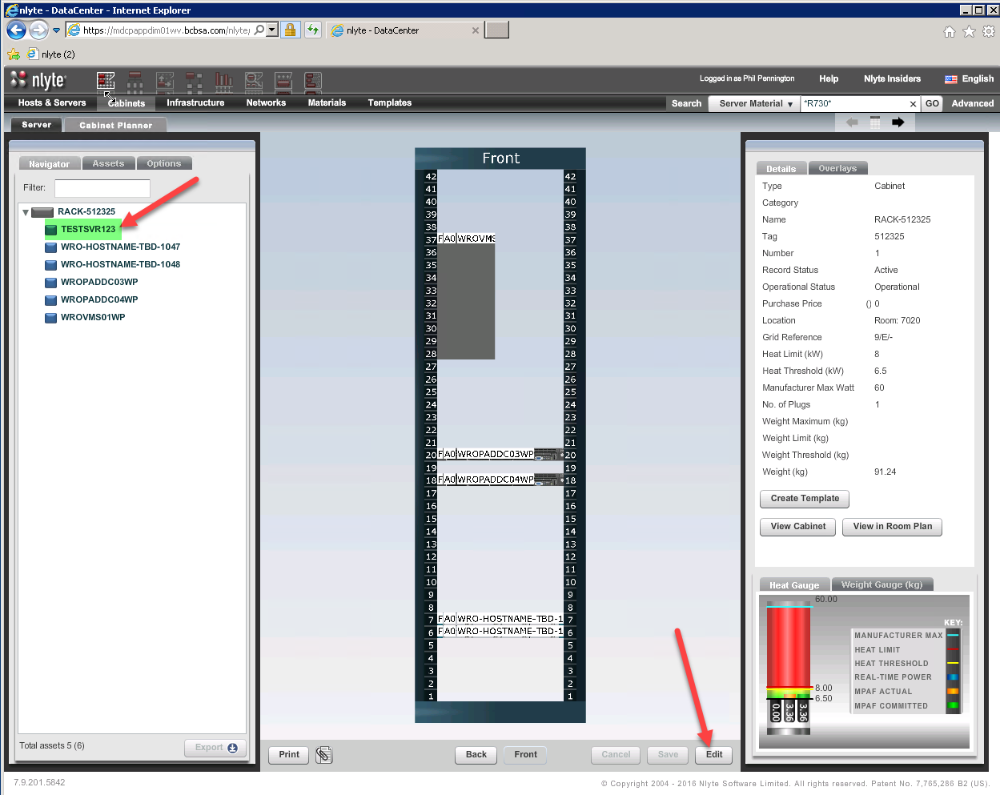 nlyte - DataCenter - Internet Explorer
https://mdcpappdim01wv.bcbsa.com/nlyte/
nlyte - DataCenter
nlyte (2)
nlyte
Logged in as Phil Pennington
Help
Nlyte Insiders
English
Hosts & Servers
Cabinets
Infrastructure
Networks
Materials
Templates
Search
Server Material
*R730*
GO
Advanced
Server
Cabinet Planner
Navigator
Assets
Options
Filter:
RACK-512325
TESTSVR123
WRO-HOSTNAME-TBD-1047
WRO-HOSTNAME-TBD-1048
WROPADDC03WP
WROPADDC04WP
WROVMS01WP
Total assets 5 (6)
Export
Front
42 42
41 41
40 40
39 39
38 38
37 F A0 WROVMS 37
36 36
35 35
34 34
33 33
32 32
31 31
30 30
29 29
28 28
27 27
26 26
25 25
24 24
23 23
22 22
21 21
20 F A0 WROPADDC03WP 20
19 19
18 F A0 WROPADDC04WP 18
17 17
16 16
15 15
14 14
13 13
12 12
11 11
10 10
9 9
8 8
7 F A0 WRO-HOSTNAME-TBD-1 7
6 F A0 WRO-HOSTNAME-TBD-1 6
5 5
4 4
3 3
2 2
1 1
Print
Back
Front
Cancel
Save
Edit
Details
Overlays
Type Cabinet
Category
Name RACK-512325
Tag 512325
Number 1
Record Status Active
Operational Status Operational
Purchase Price () 0
Location Room: 7020
Grid Reference 9/E/-
Heat Limit (kW) 8
Heat Threshold (kW) 6.5
Manufacturer Max Watt 60
No. of Plugs 1
Weight Maximum (kg)
Weight Limit (kg)
Weight Threshold (kg)
Weight (kg) 91.24
Create Template
View Cabinet
View in Room Plan
Heat Gauge
Weight Gauge (kg)
60.00
8.00
6.50
0.00
3.36
3.36
KEY:
MANUFACTURER MAX
HEAT LIMIT
HEAT THRESHOLD
REAL-TIME POWER
MPAF ACTUAL
MPAF COMMITTED
7.9.201.5842
© Copyright 2004 - 2016 Nlyte Software Limited. All rights reserved. Patent No. 7,765,286 B2 (US).